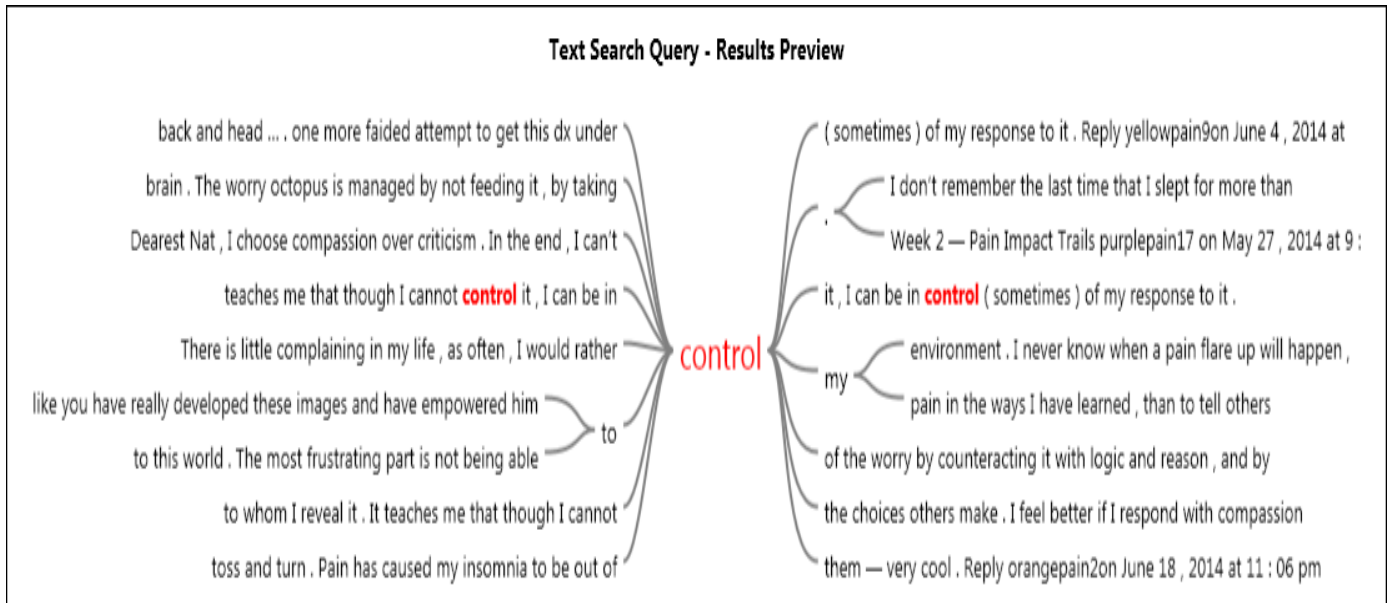 Text Search Query - Results Preview
back and head ... . one more faided attempt to get this dx under
brain . The worry octopus is managed by not feeding it , by taking
Dearest Nat , I choose compassion over criticism . In the end , I can't
teaches me that though I cannot control it , I can be in
There is little complaining in my life , as often , I would rather
like you have really developed these images and have empowered him
to
to this world . The most frustrating part is not being able
to whom I reveal it . It teaches me that though I cannot
toss and turn . Pain has caused my insomnia to be out of
control
( sometimes ) of my response to it . Reply yellowpain9on June 4 , 2014 at
.
I don't remember the last time that I slept for more than
Week 2 — Pain Impact Trails purplepain17 on May 27 , 2014 at 9 :
it , I can be in control ( sometimes ) of my response to it .
my
environment . I never know when a pain flare up will happen ,
pain in the ways I have learned , than to tell others
of the worry by counteracting it with logic and reason , and by
the choices others make . I feel better if I respond with compassion
them — very cool . Reply orangepain2on June 18 , 2014 at 11 : 06 pm